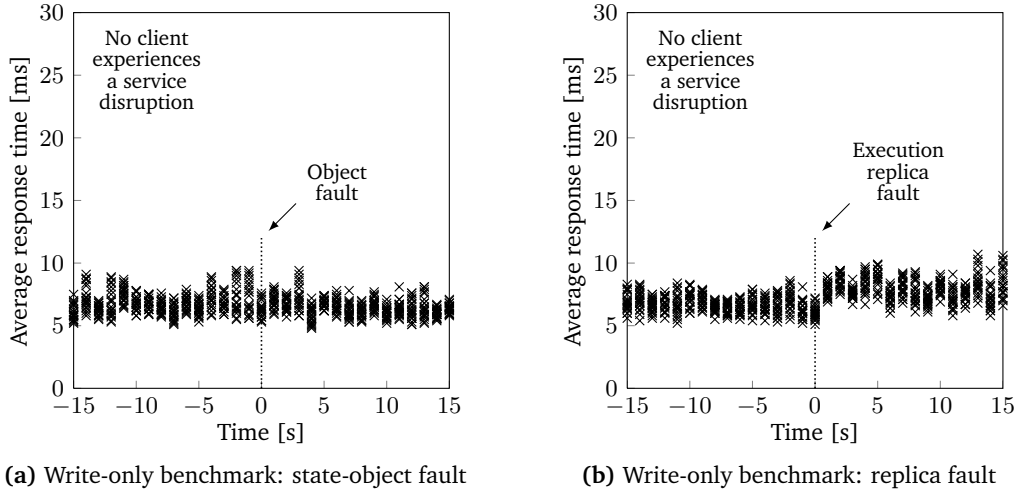 30
25
20
15
10
5
0
Average response time [ms]
No client
experiences
a service
disruption
Object
fault
−15
−10
−5
0
5
10
15
Time [s]
(a) Write-only benchmark: state-object fault
30
25
20
15
10
5
0
Average response time [ms]
No client
experiences
a service
disruption
Execution
replica
fault
−15
−10
−5
0
5
10
15
Time [s]
(b) Write-only benchmark: replica fault